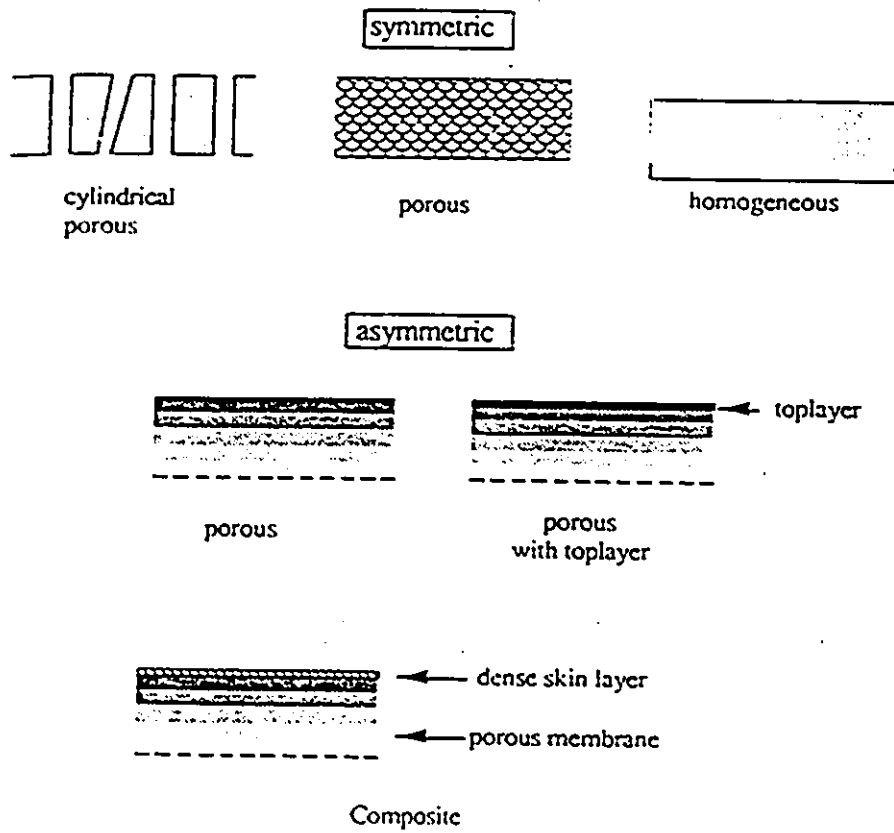 symmetric
cylindrical
porous
porous
homogeneous
asymmetric
toplayer
porous
porous
with toplayer
dense skin layer
porous membrane
Composite